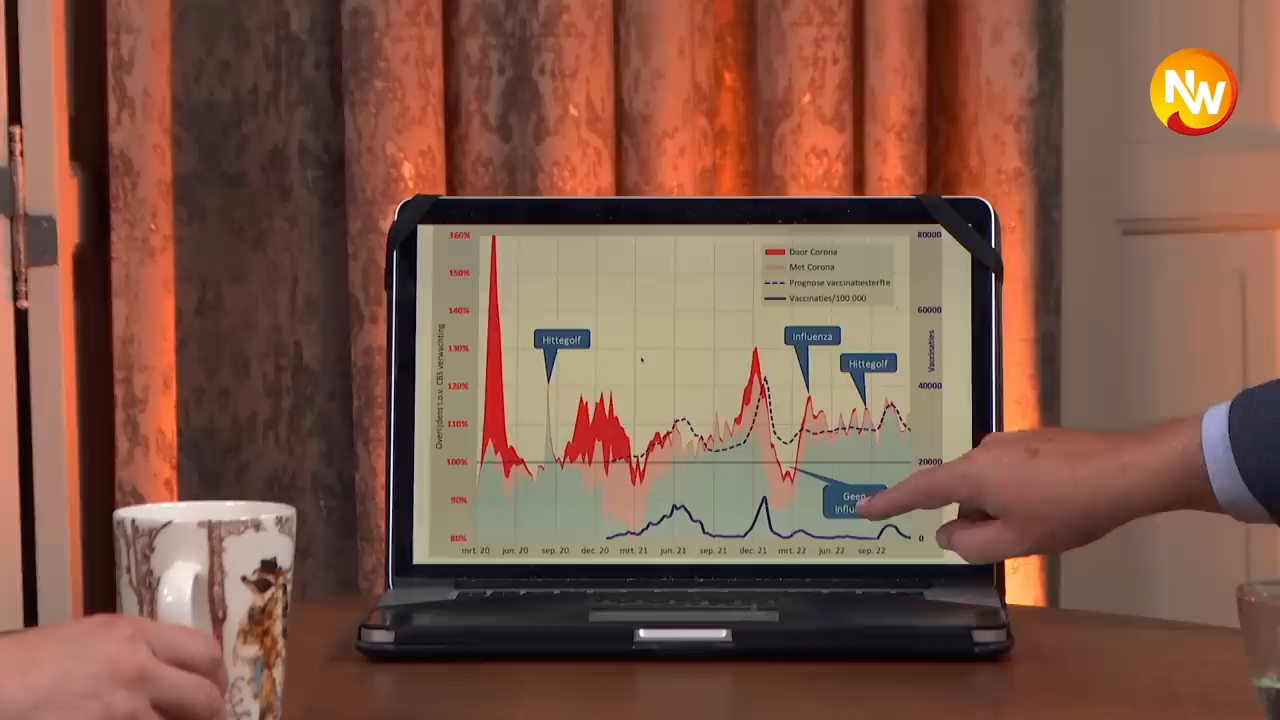 NW
160%
150%
140%
130%
120%
110%
100%
90%
80%
Overlijdens t.o.v. CBS verwachting
80000
60000
40000
20000
0
Vaccinaties
Door Corona
Met Corona
Prognose vaccinatiesterfte
Vaccinaties/100.000
Hittegolf
Influenza
Hittegolf
Geen
mrt. 20 jun. 20 sep. 20 dec. 20 mrt. 21 jun. 21 sep. 21 dec. 21 mrt. 22 jun. 22 sep. 22